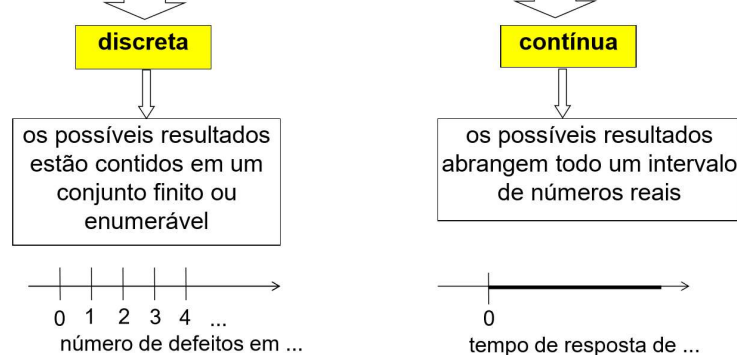 discreta
os possíveis resultados
estão contidos em um
conjunto finito ou
enumerável
0 1 2 3 4 ...
número de defeitos em ...
contínua
os possíveis resultados
abrangem todo um intervalo
de números reais
0
tempo de resposta de ...